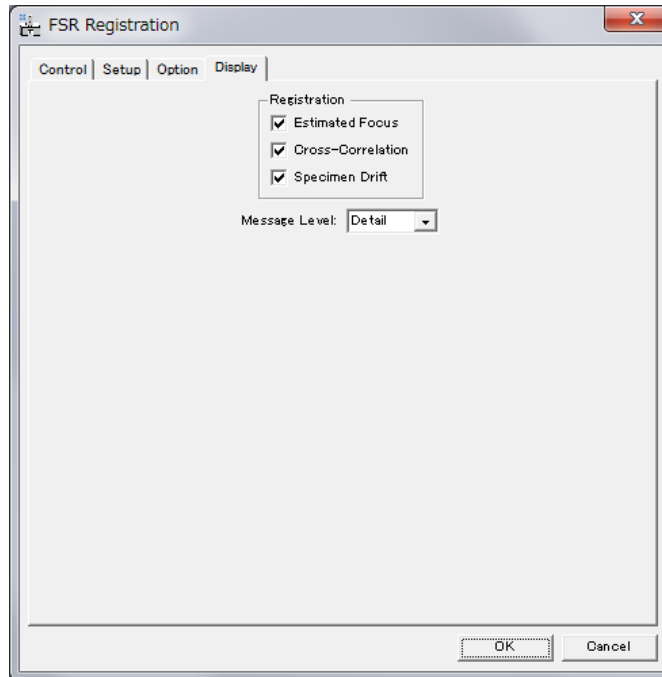 FSR Registration
Control Setup Option Display
Registration
Estimated Focus
Cross-Correlation
Specimen Drift
Message Level: Detail
OK Cancel